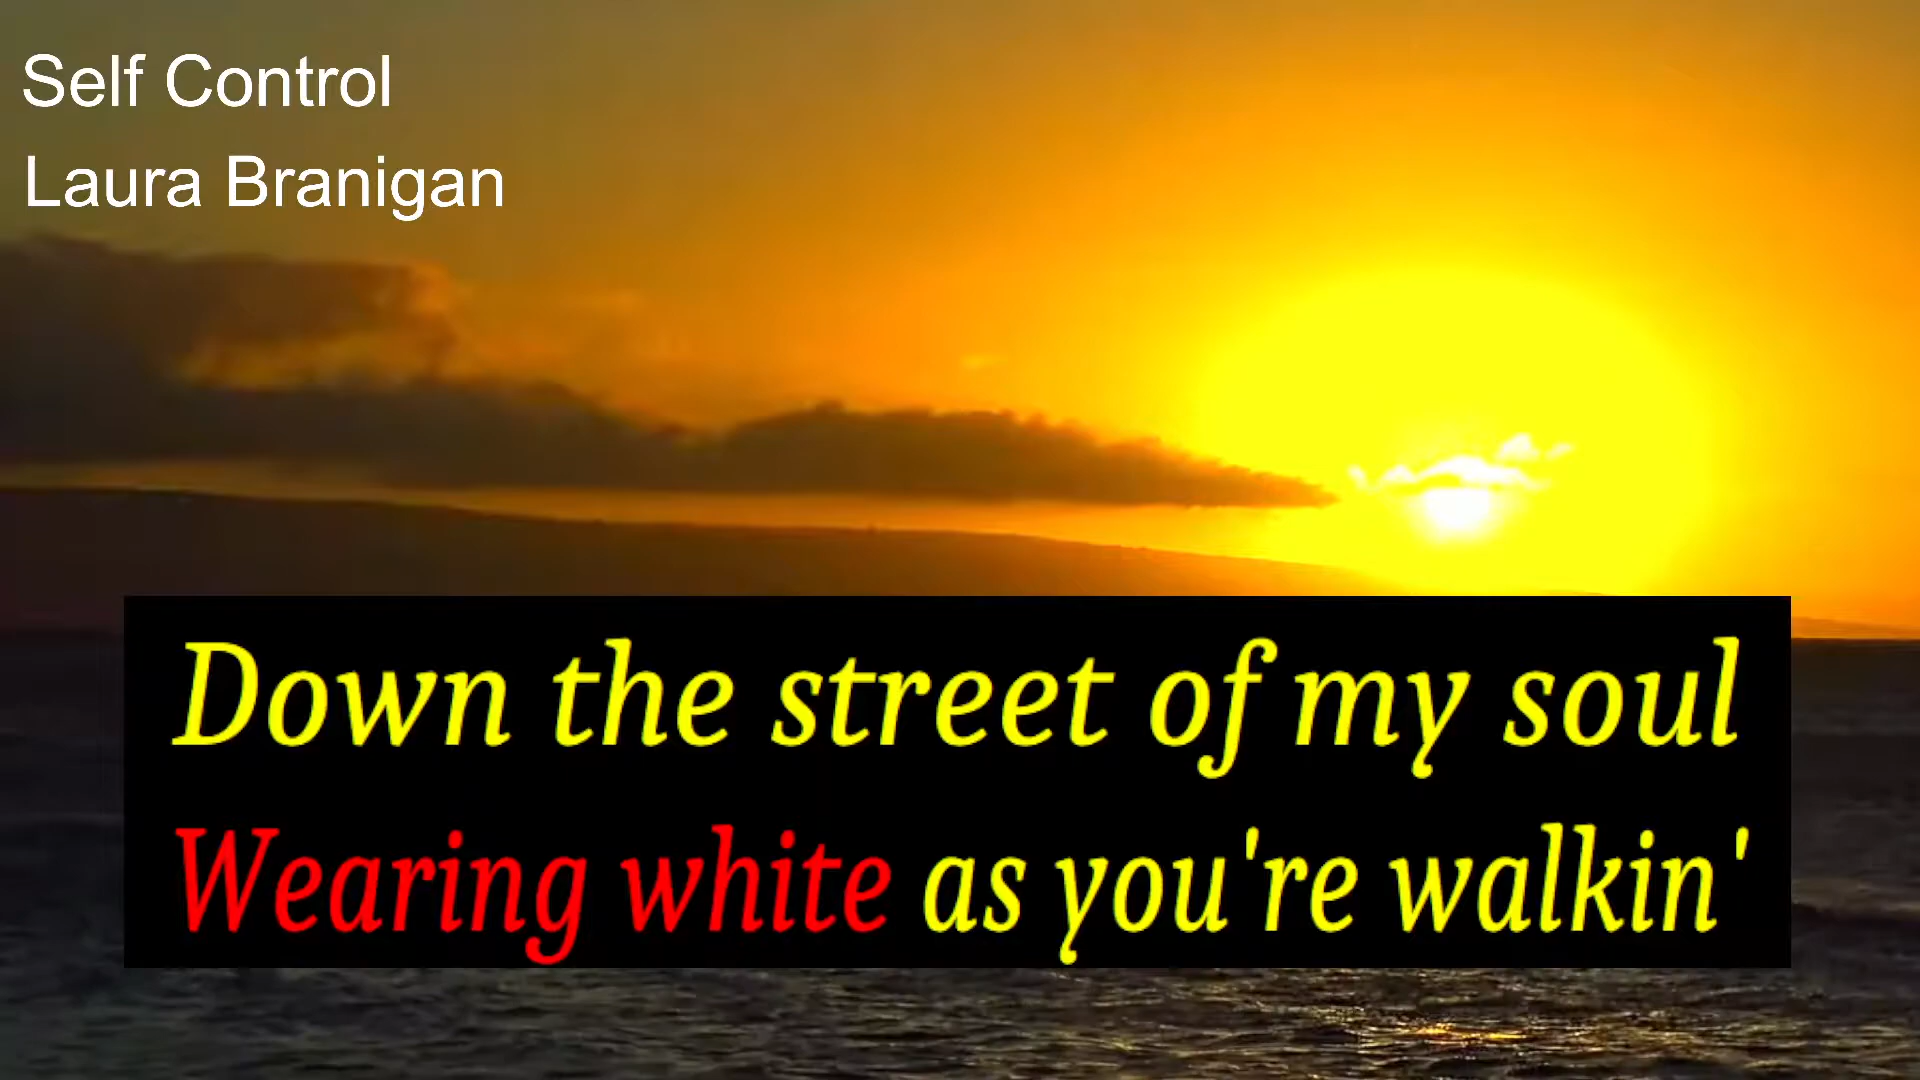 Self Control
Laura Branigan
Down the street of my soul
Wearing white as you're walkin'